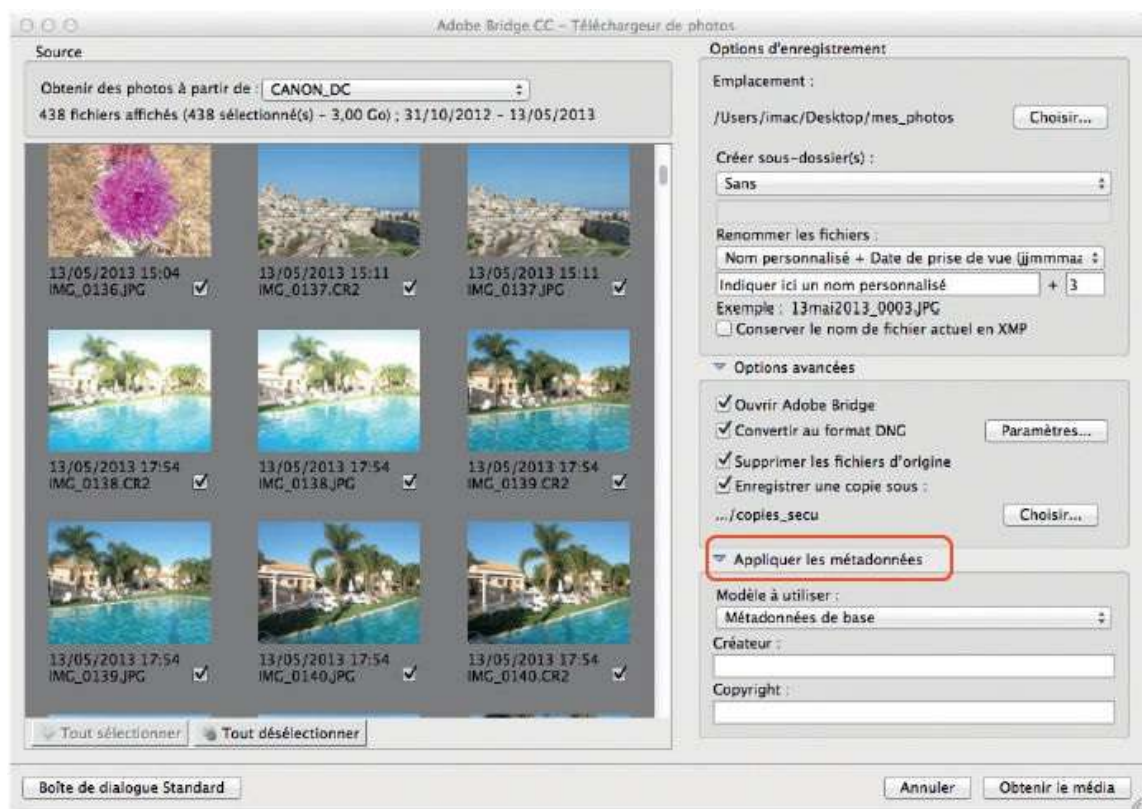 Adobe Bridge CC – Téléchargeur de photos
Source
Obtenir des photos à partir de : CANON_DC
438 fichiers affichés (438 sélectionné(s) – 3,00 Go) ; 31/10/2012 – 13/05/2013
13/05/2013 15:04
IMG_0136.JPG
13/05/2013 15:11
IMG_0137.CR2
13/05/2013 15:11
IMG_0137.JPG
13/05/2013 17:54
IMG_0138.CR2
13/05/2013 17:54
IMG_0138.JPG
13/05/2013 17:54
IMG_0139.CR2
13/05/2013 17:54
IMG_0139.JPG
13/05/2013 17:54
IMG_0140.JPG
13/05/2013 17:54
IMG_0140.CR2
Tout sélectionner
Tout désélectionner
Options d'enregistrement
Emplacement :
/Users/imac/Desktop/mes_photos Choisir...
Créer sous-dossier(s) :
Sans
Renommer les fichiers :
Nom personnalisé + Date de prise de vue (jjmmmaa
Indiquer ici un nom personnalisé + 3
Exemple : 13mai2013_0003.JPG
Conserver le nom de fichier actuel en XMP
Options avancées
Ouvrir Adobe Bridge
Convertir au format DNG Paramètres...
Supprimer les fichiers d'origine
Enregistrer une copie sous :
.../copies_secu Choisir...
Appliquer les métadonnées
Modèle à utiliser :
Métadonnées de base
Créateur :
Copyright :
Boîte de dialogue Standard
Annuler
Obtenir le média